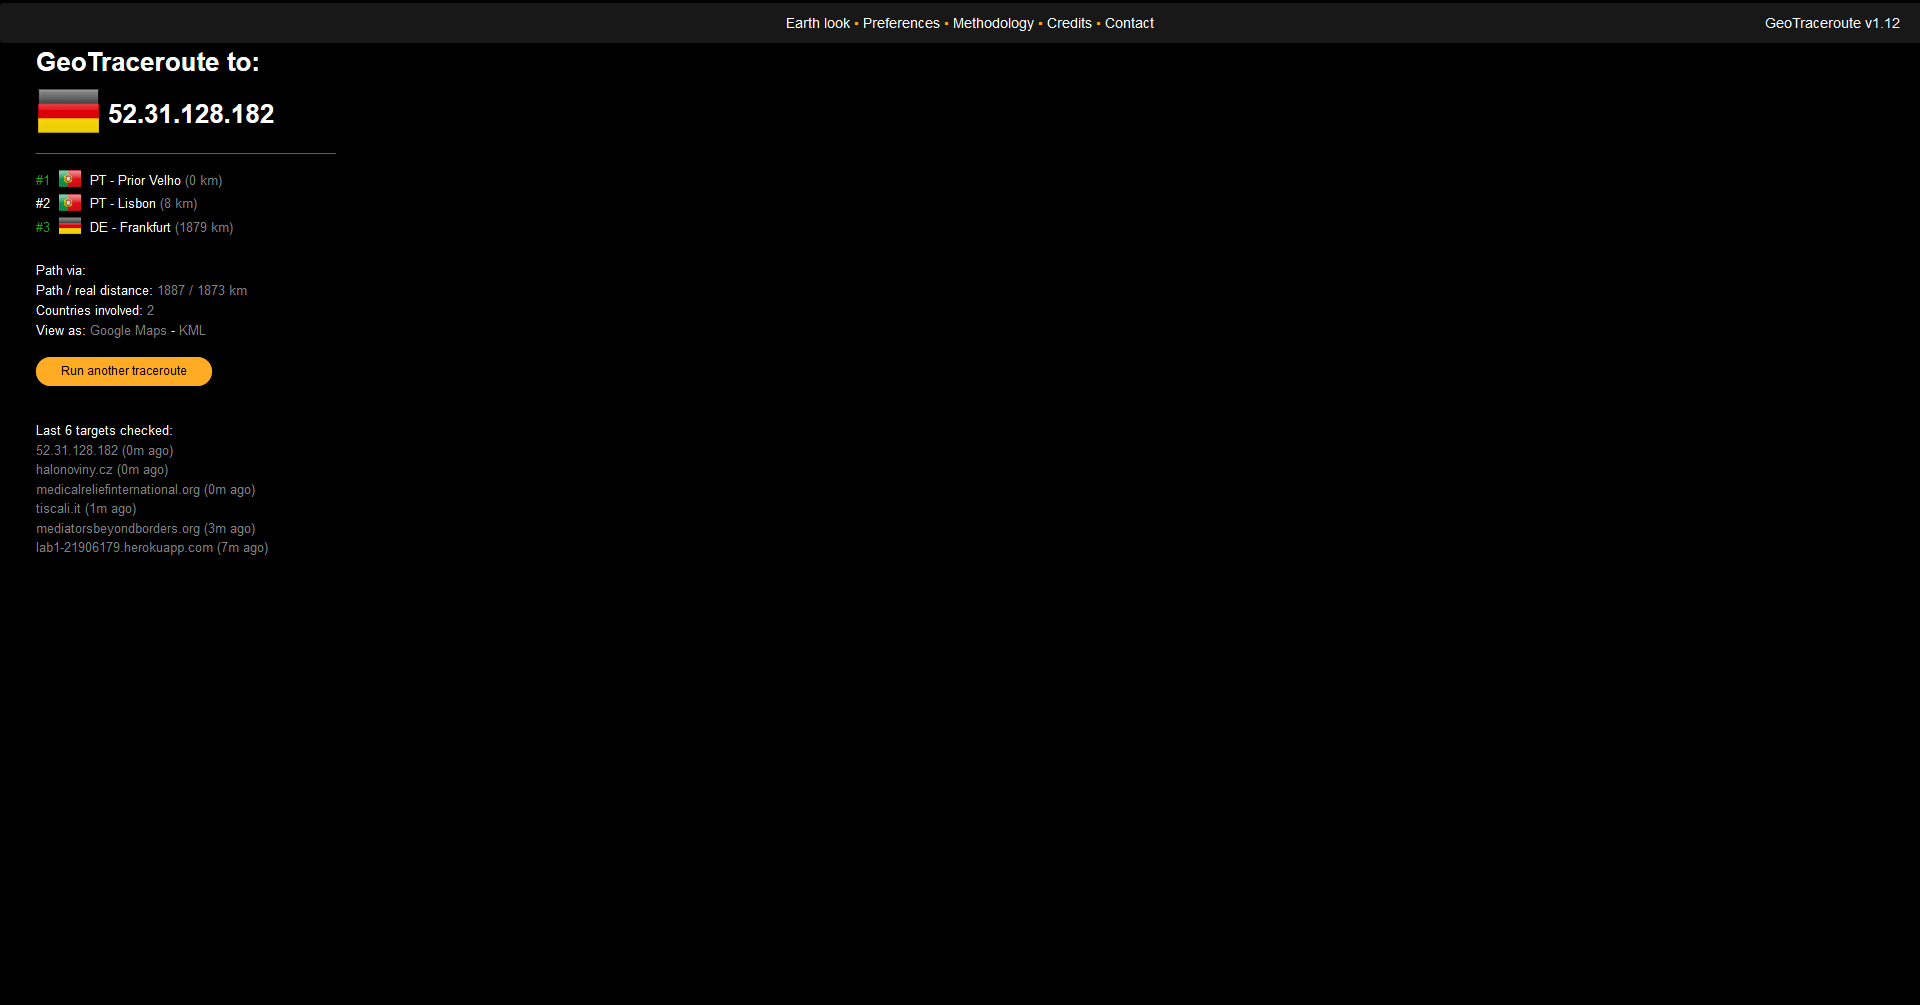 Earth look ▪ Preferences ▪ Methodology ▪ Credits ▪ Contact
GeoTraceroute v1.12
GeoTraceroute to:
52.31.128.182
#1 PT - Prior Velho (0 km)
#2 PT - Lisbon (8 km)
#3 DE - Frankfurt (1879 km)
Path via:
Path / real distance: 1887 / 1873 km
Countries involved: 2
View as: Google Maps - KML
Run another traceroute
Last 6 targets checked:
52.31.128.182 (0m ago)
halonoviny.cz (0m ago)
medicalreliefinternational.org (0m ago)
tiscali.it (1m ago)
mediatorsbeyondborders.org (3m ago)
lab1-21906179.herokuapp.com (7m ago)